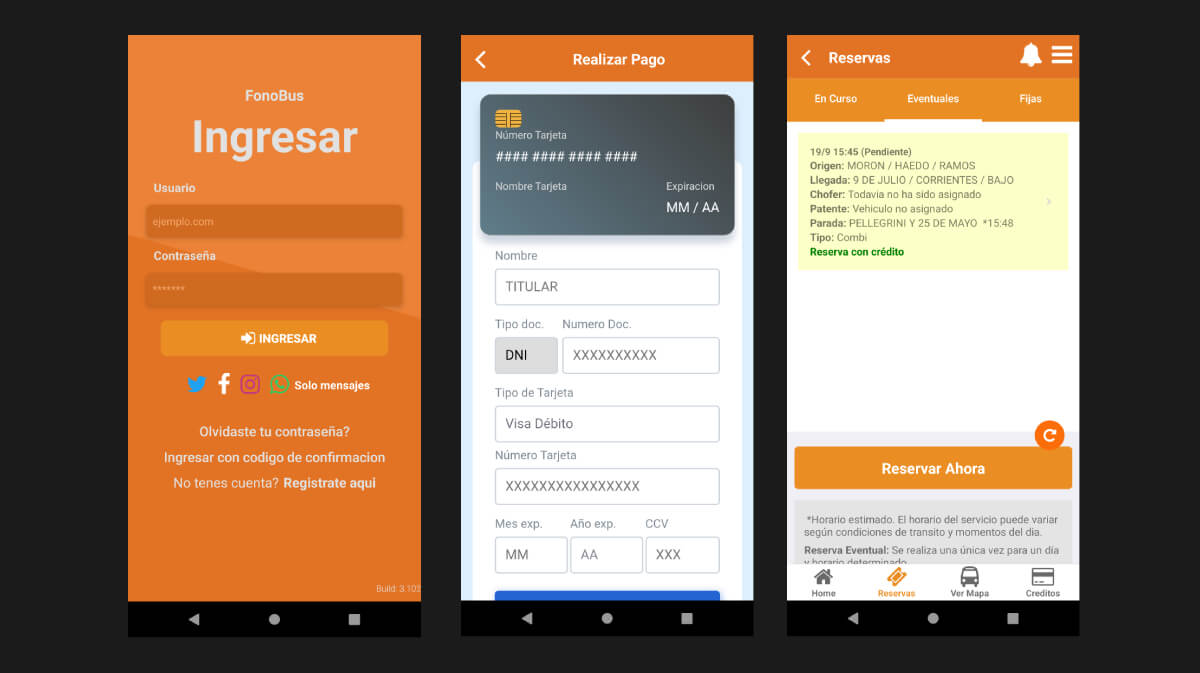 FonoBus
Ingresar
Usuario
ejemplo.com
Contraseña
*******
INGRESAR
Solo mensajes
Olvidaste tu contraseña?
Ingresar con codigo de confirmacion
No tenes cuenta? Registrate aqui
Build: 3.103
Realizar Pago
Número Tarjeta
#### #### #### ####
Nombre Tarjeta Expiracion
MM / AA
Nombre
TITULAR
Tipo doc. Numero Doc.
DNI XXXXXXXXXX
Tipo de Tarjeta
Visa Débito
Número Tarjeta
XXXXXXXXXXXXXXXX
Mes exp. Año exp. CCV
MM AA XXX
Reservas
En Curso Eventuales Fijas
19/9 15:45 (Pendiente)
Origen: MORON / HAEDO / RAMOS
Llegada: 9 DE JULIO / CORRIENTES / BAJO
Chofer: Todavia no ha sido asignado
Patente: Vehiculo no asignado
Parada: PELLEGRINI Y 25 DE MAYO *15:48
Tipo: Combi
Reserva con crédito
Reservar Ahora
*Horario estimado. El horario del servicio puede variar
según condiciones de transito y momentos del dia.
Reserva Eventual: Se realiza una única vez para un día
y horario determinado
Home Reservas Ver Mapa Creditos